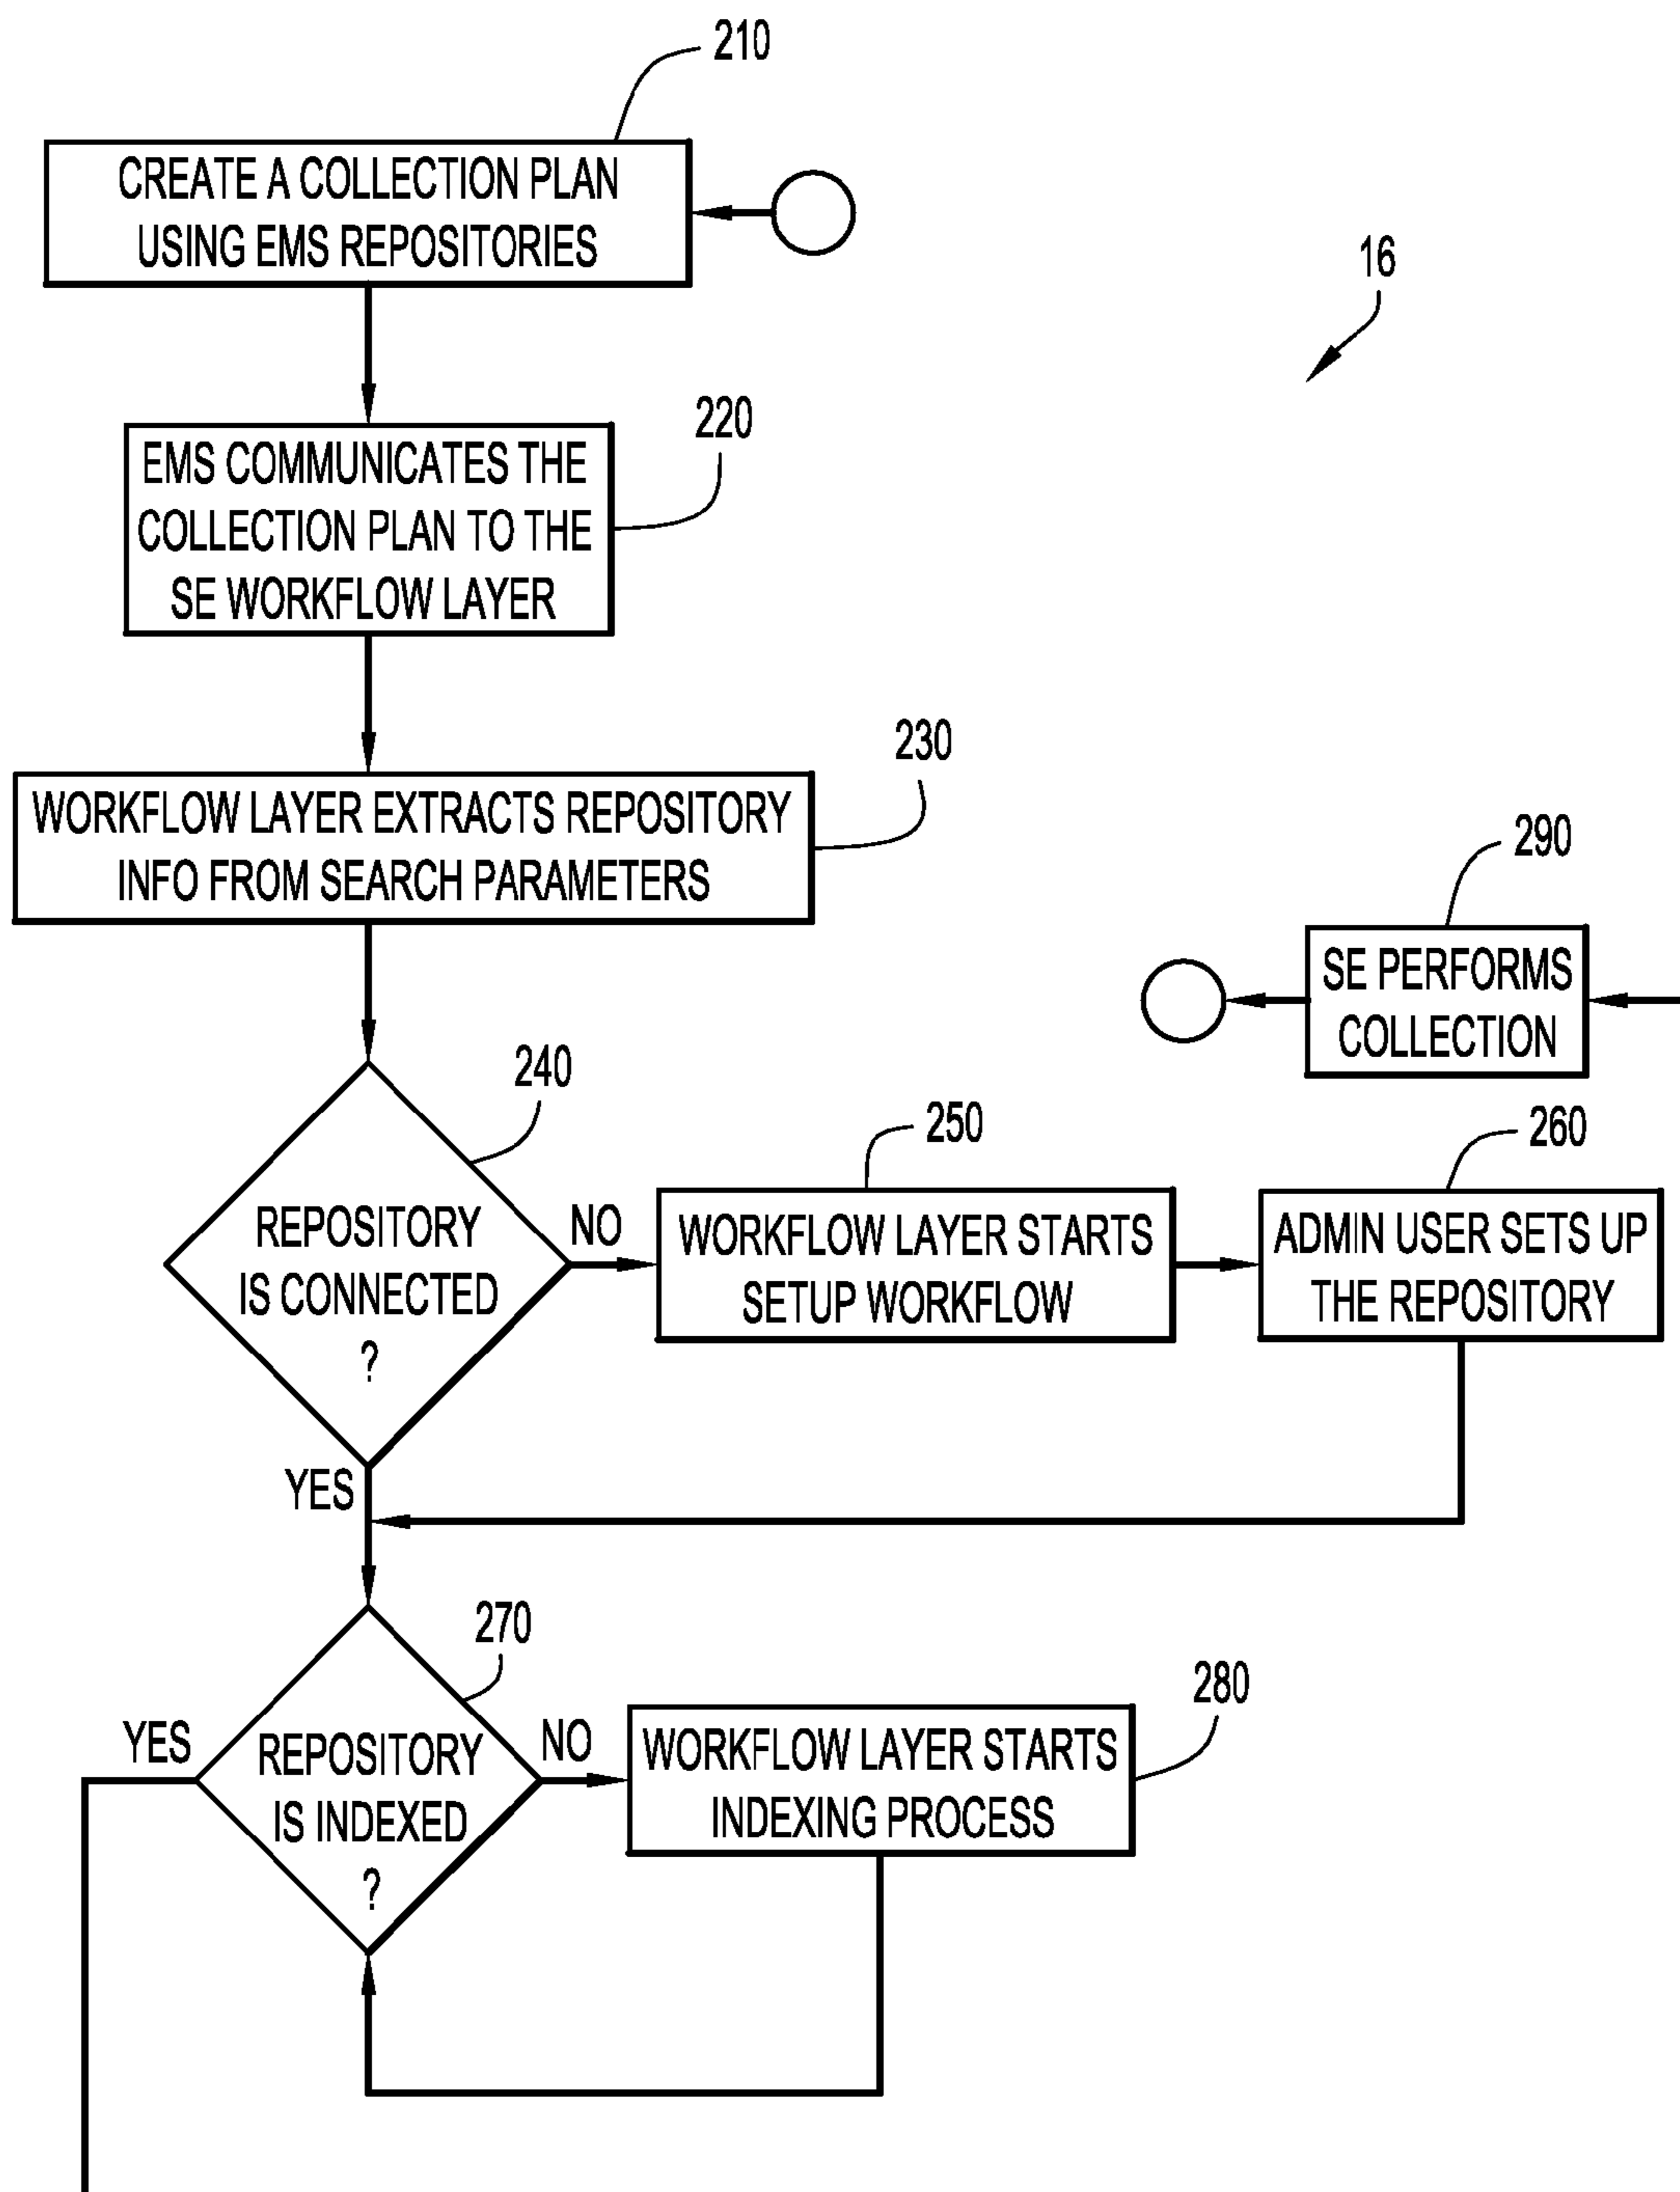 210
CREATE A COLLECTION PLAN
USING EMS REPOSITORIES
16
220
EMS COMMUNICATES THE
COLLECTION PLAN TO THE
SE WORKFLOW LAYER
230
WORKFLOW LAYER EXTRACTS REPOSITORY
INFO FROM SEARCH PARAMETERS
290
SE PERFORMS
COLLECTION
240
REPOSITORY
IS CONNECTED
?
NO
YES
250
WORKFLOW LAYER STARTS
SETUP WORKFLOW
260
ADMIN USER SETS UP
THE REPOSITORY
270
REPOSITORY
IS INDEXED
?
YES
NO
280
WORKFLOW LAYER STARTS
INDEXING PROCESS